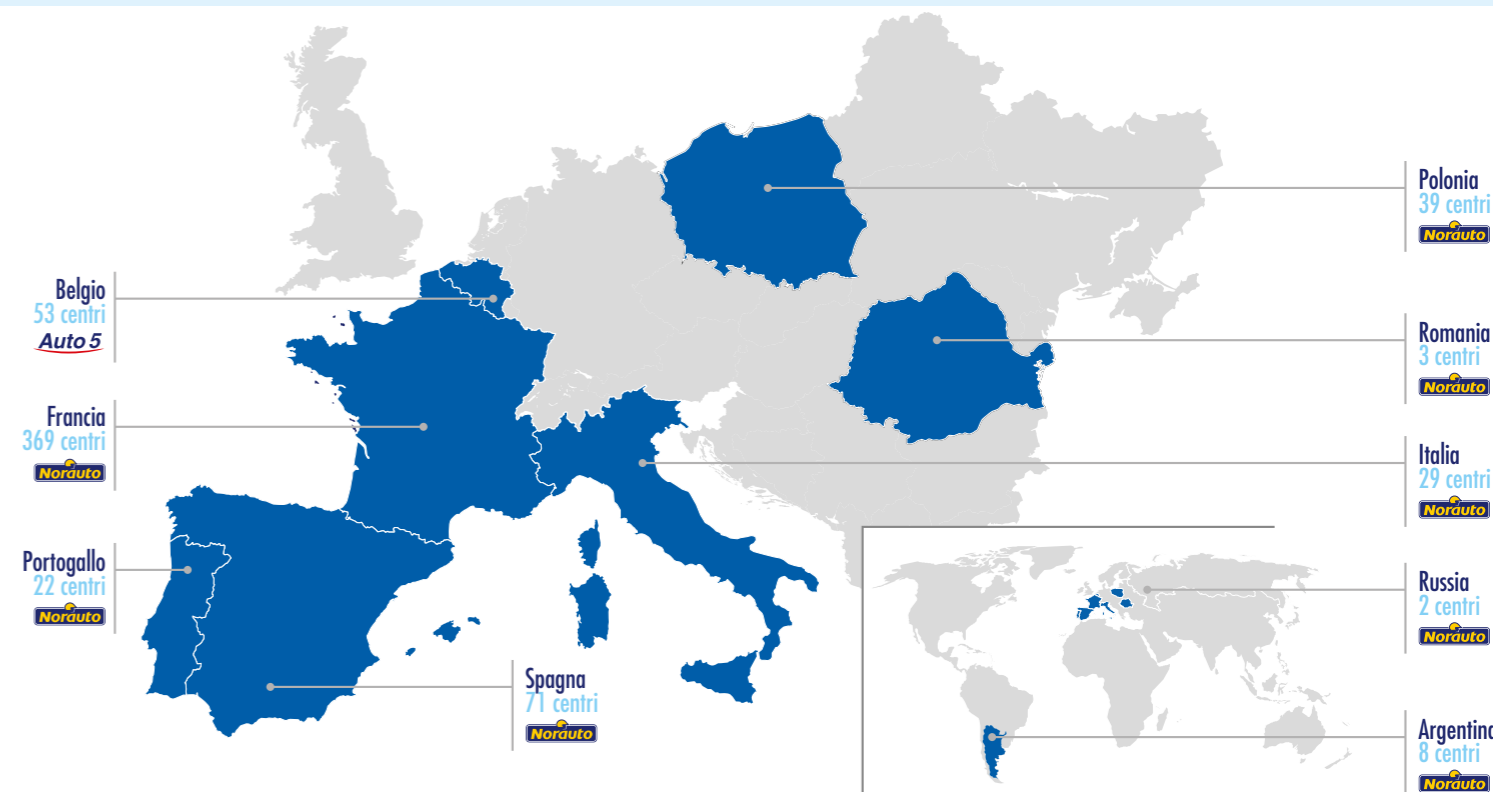 Belgio
53 centri
Auto 5
Francia
369 centri
Norauto
Portogallo
22 centri
Norauto
Spagna
71 centri
Norauto
Polonia
39 centri
Norauto
Romania
3 centri
Norauto
Italia
29 centri
Norauto
Russia
2 centri
Norauto
Argentina
8 centri
Norauto